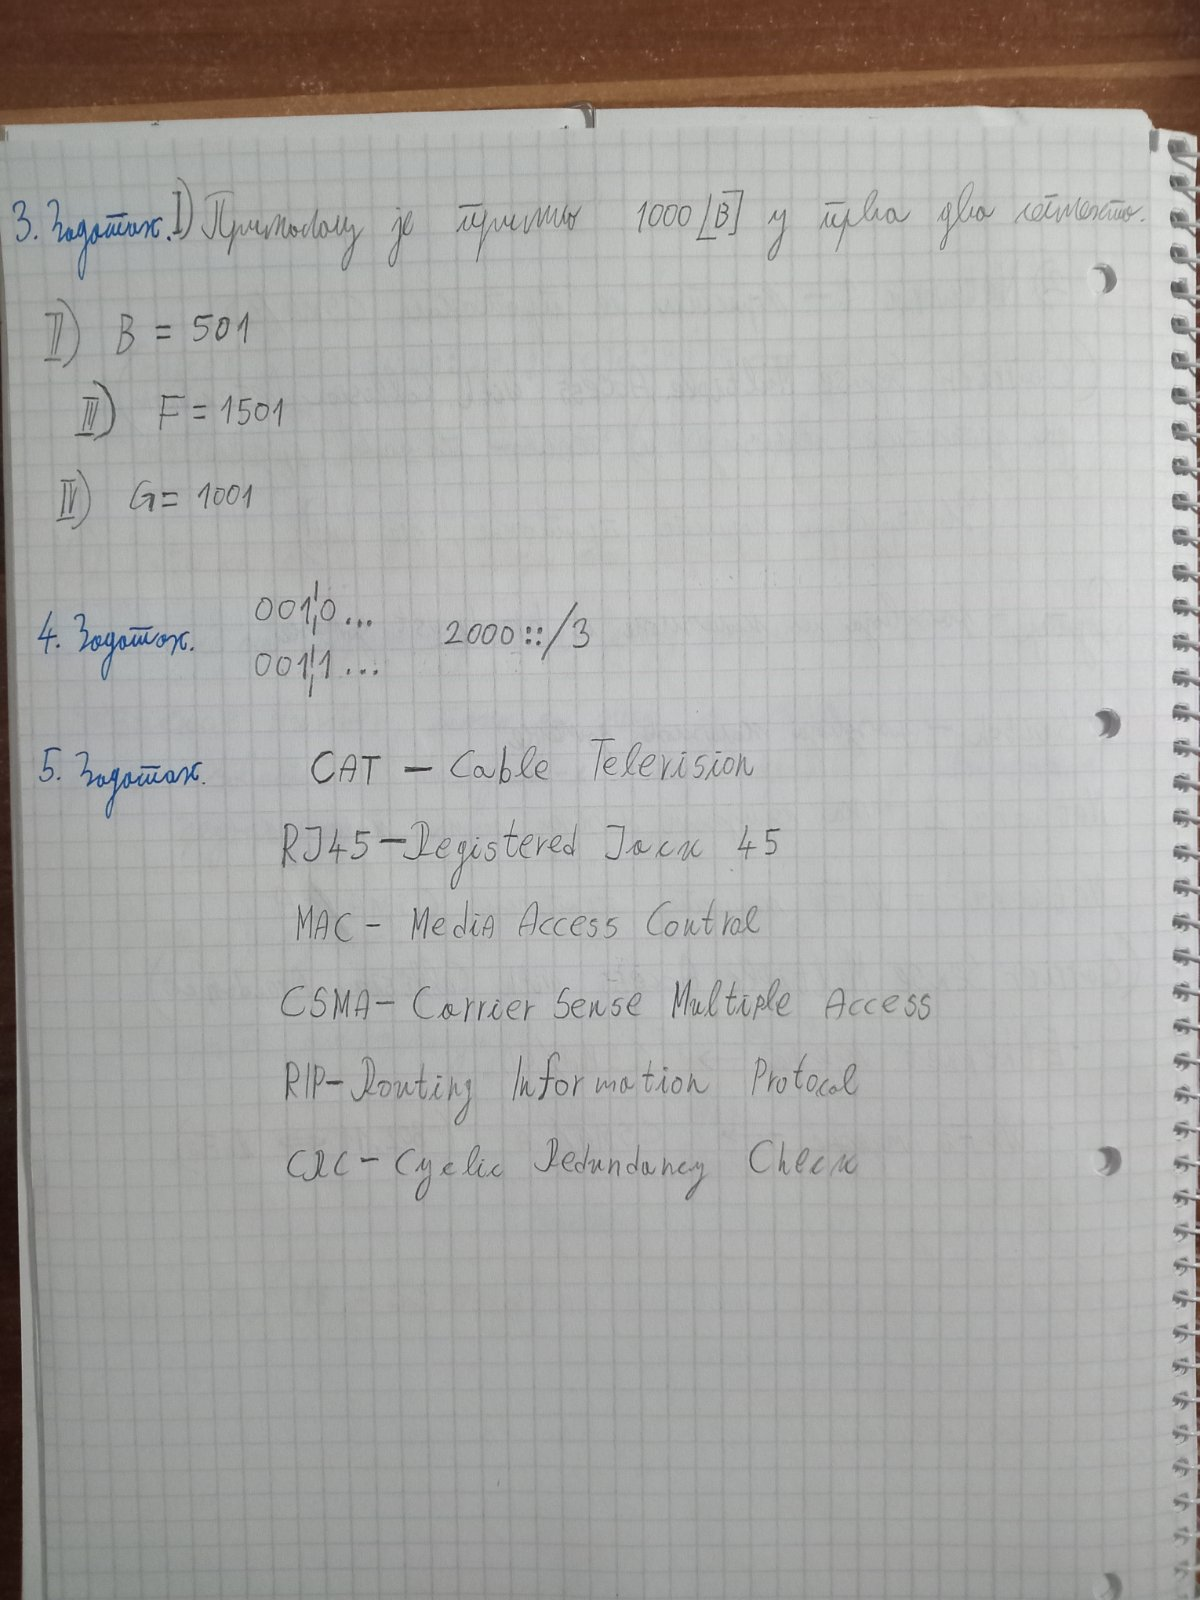 3. Задатак. I) Прималац је примио 1000 [B] у прва два сегмента.
II) B = 501
III) F = 1501
IV) G = 1001
4. Задатак. 001¦0... 2000::/3
001¦1...
5. Задатак. CAT – Cable Television
RJ45 – Registered Jack 45
MAC – Media Access Control
CSMA – Carrier Sense Multiple Access
RIP – Routing Information Protocol
CRC – Cyclic Redundancy Check